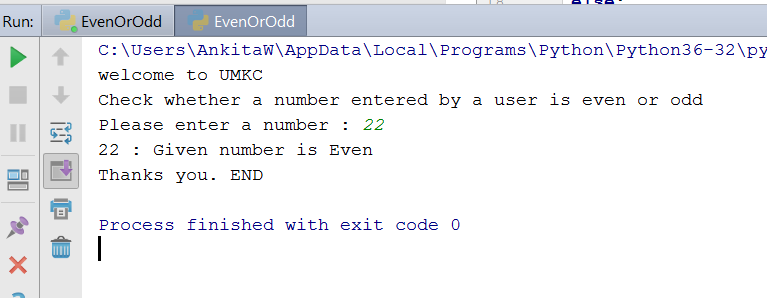 else:
Run: EvenOrOdd EvenOrOdd
C:\Users\AnkitaW\AppData\Local\Programs\Python\Python36-32\py
welcome to UMKC
Check whether a number entered by a user is even or odd
Please enter a number : 22
22 : Given number is Even
Thanks you. END
Process finished with exit code 0